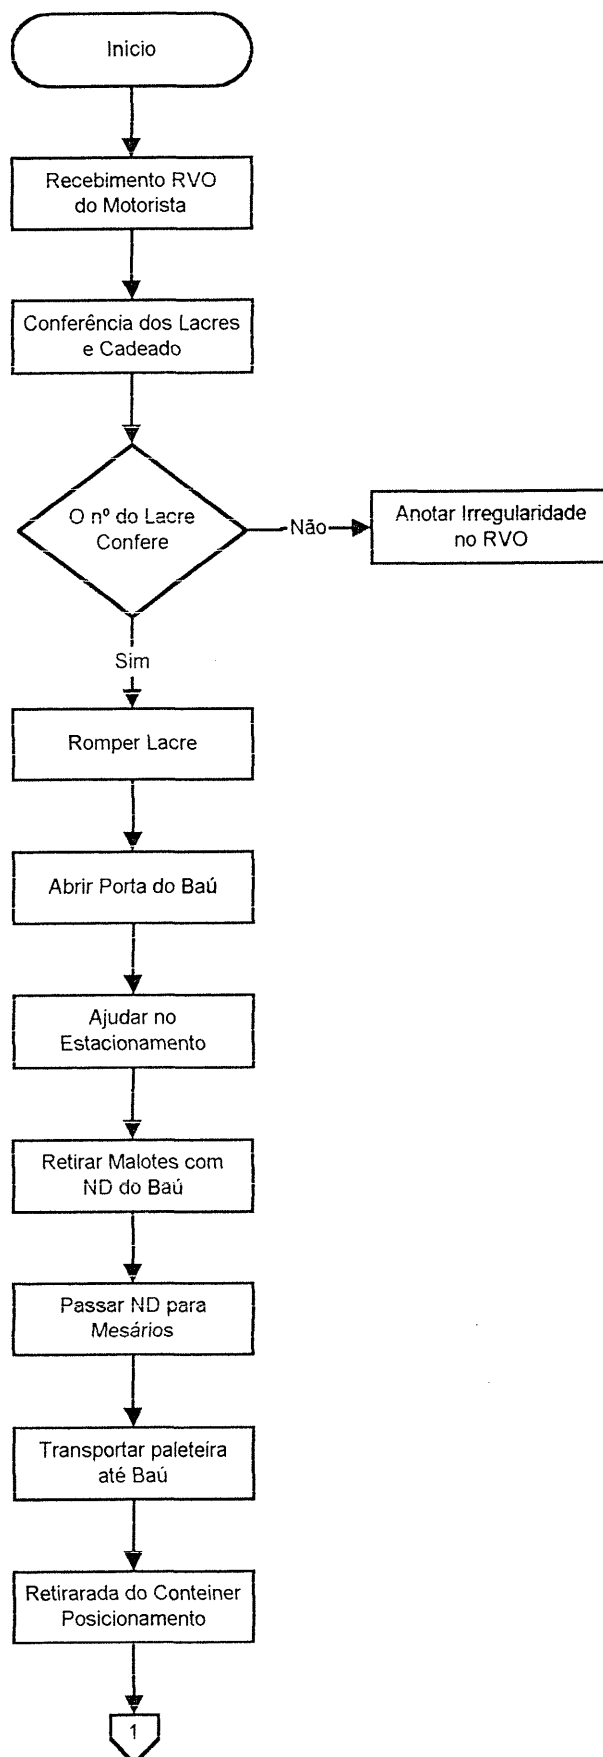 Início
Recebimento RVO
do Motorista
Conferência dos Lacres
e Cadeado
O nº do Lacre
Confere
Não
Anotar Irregularidade
no RVO
Sim
Romper Lacre
Abrir Porta do Baú
Ajudar no
Estacionamento
Retirar Malotes com
ND do Baú
Passar ND para
Mesários
Transportar paleteira
até Baú
Retirarada do Conteiner
Posicionamento
1